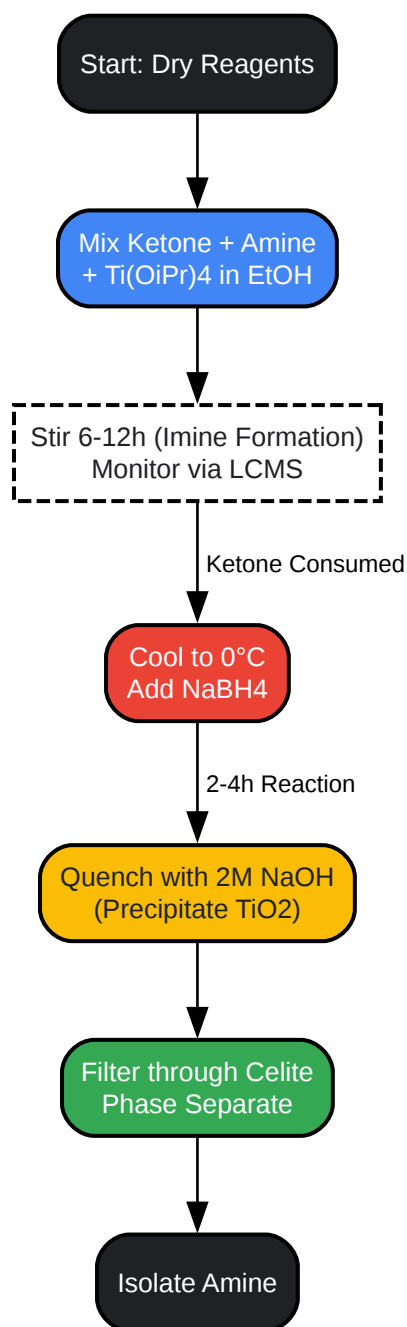 Start: Dry Reagents
Mix Ketone + Amine
+ Ti(OiPr)4 in EtOH
Stir 6-12h (Imine Formation)
Monitor via LCMS
Ketone Consumed
Cool to 0°C
Add NaBH4
2-4h Reaction
Quench with 2M NaOH
(Precipitate TiO2)
Filter through Celite
Phase Separate
Isolate Amine